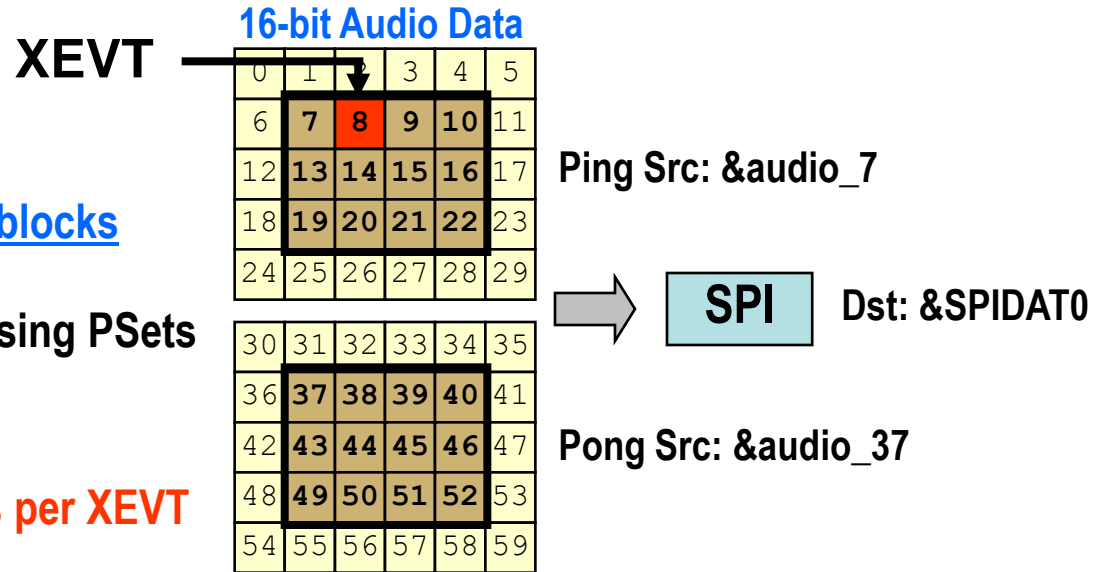 16-bit Audio Data
XEVT
0 1 2 3 4 5
6 7 8 9 10 11
12 13 14 15 16 17
18 19 20 21 22 23
24 25 26 27 28 29
Ping Src: &audio_7
blocks
sing PSets
SPI
Dst: &SPIDAT0
30 31 32 33 34 35
36 37 38 39 40 41
42 43 44 45 46 47
48 49 50 51 52 53
54 55 56 57 58 59
Pong Src: &audio_37
per XEVT